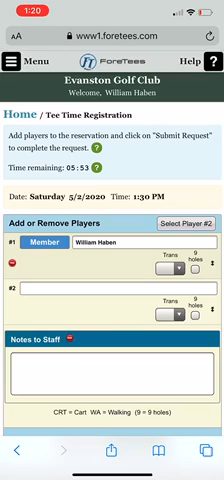 1:20
AA www1.foretees.com
Menu FT ForeTees Help ?
Evanston Golf Club
Welcome, William Haben
Home / Tee Time Registration
Add players to the reservation and click on "Submit Request"
to complete the request. ?
Time remaining: 05:53 ?
Date: Saturday 5/2/2020 Time: 1:30 PM
Add or Remove Players Select Player #2
#1 Member William Haben
Trans 9 holes
#2
Trans 9 holes
Notes to Staff
CRT = Cart WA = Walking (9 = 9 holes)